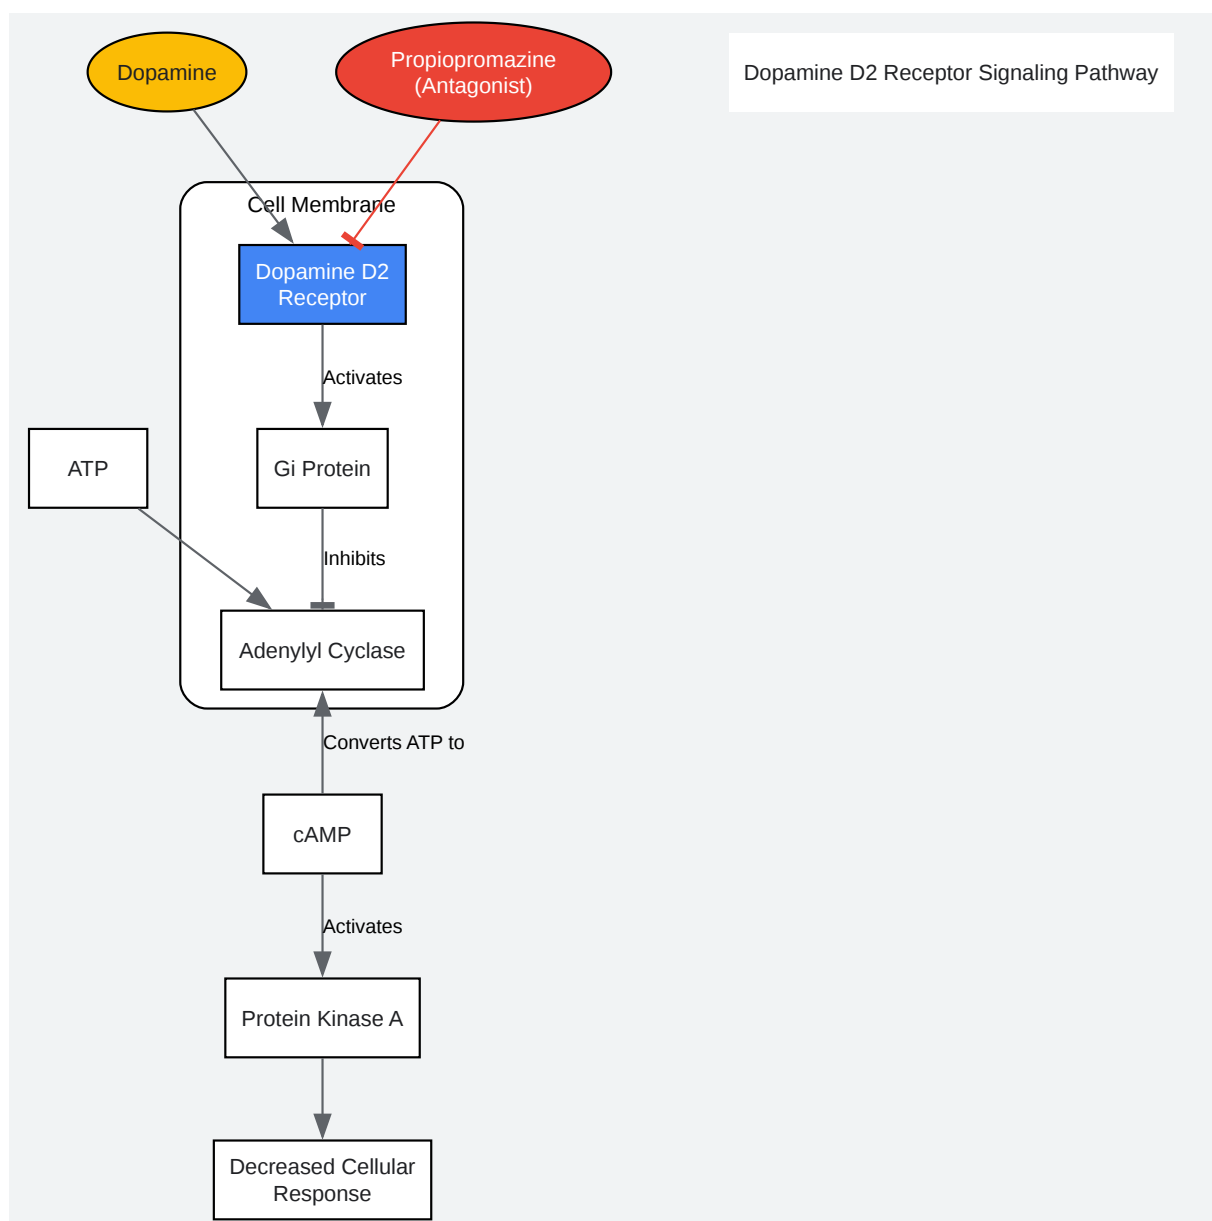 Dopamine
Propiopromazine
(Antagonist)
Dopamine D2 Receptor Signaling Pathway
Cell Membrane
Dopamine D2
Receptor
Activates
ATP
Gi Protein
Inhibits
Adenylyl Cyclase
Converts ATP to
cAMP
Activates
Protein Kinase A
Decreased Cellular
Response